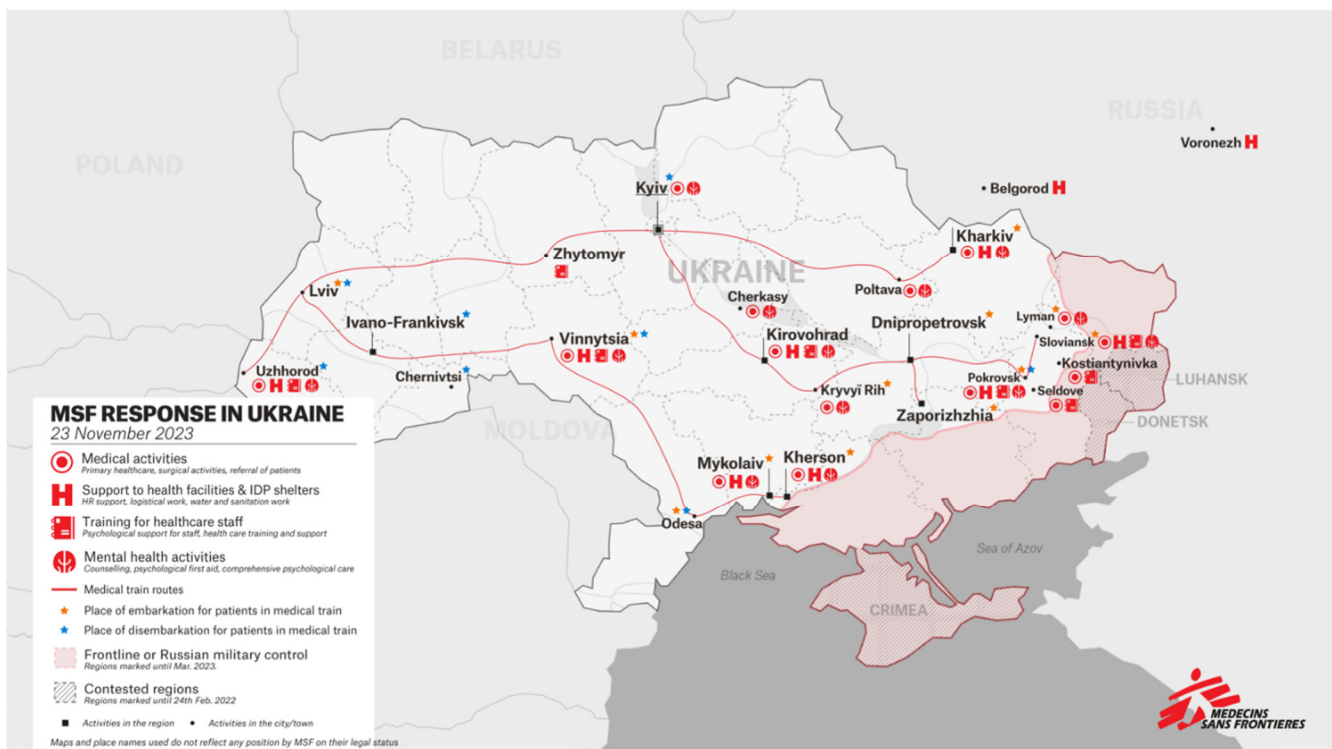 BELARUS
RUSSIA
Voronezh
POLAND
Belgorod
Kyiv
Kharkiv
Zhytomyr
UKRAINE
Poltava
Lviv
Cherkasy
Ivano-Frankivsk
Vinnytsia
Dnipropetrovsk
Lyman
Kirovohrad
Sloviansk
Kostiantynivka
Uzhhorod
Chernivtsi
Pokrovsk
LUHANSK
Kryvyï Rih
Seldove
Zaporizhzhia
DONETSK
MOLDOVA
Mykolaiv
Kherson
Odesa
Sea of Azov
Black Sea
CRIMEA
MSF RESPONSE IN UKRAINE
23 November 2023
Medical activities
Primary healthcare, surgical activities, referral of patients
H Support to health facilities & IDP shelters
HR support, logistical work, water and sanitation work
Training for healthcare staff
Psychological support for staff, health care training and support
Mental health activities
Counselling, psychological first aid, comprehensive psychological care
Medical train routes
Place of embarkation for patients in medical train
Place of disembarkation for patients in medical train
Frontline or Russian military control
Regions marked until Mar. 2023.
Contested regions
Regions marked until 24th Feb. 2022
Activities in the region
Activities in the city/town
Maps and place names used do not reflect any position by MSF on their legal status
MEDECINS
SANS FRONTIERES